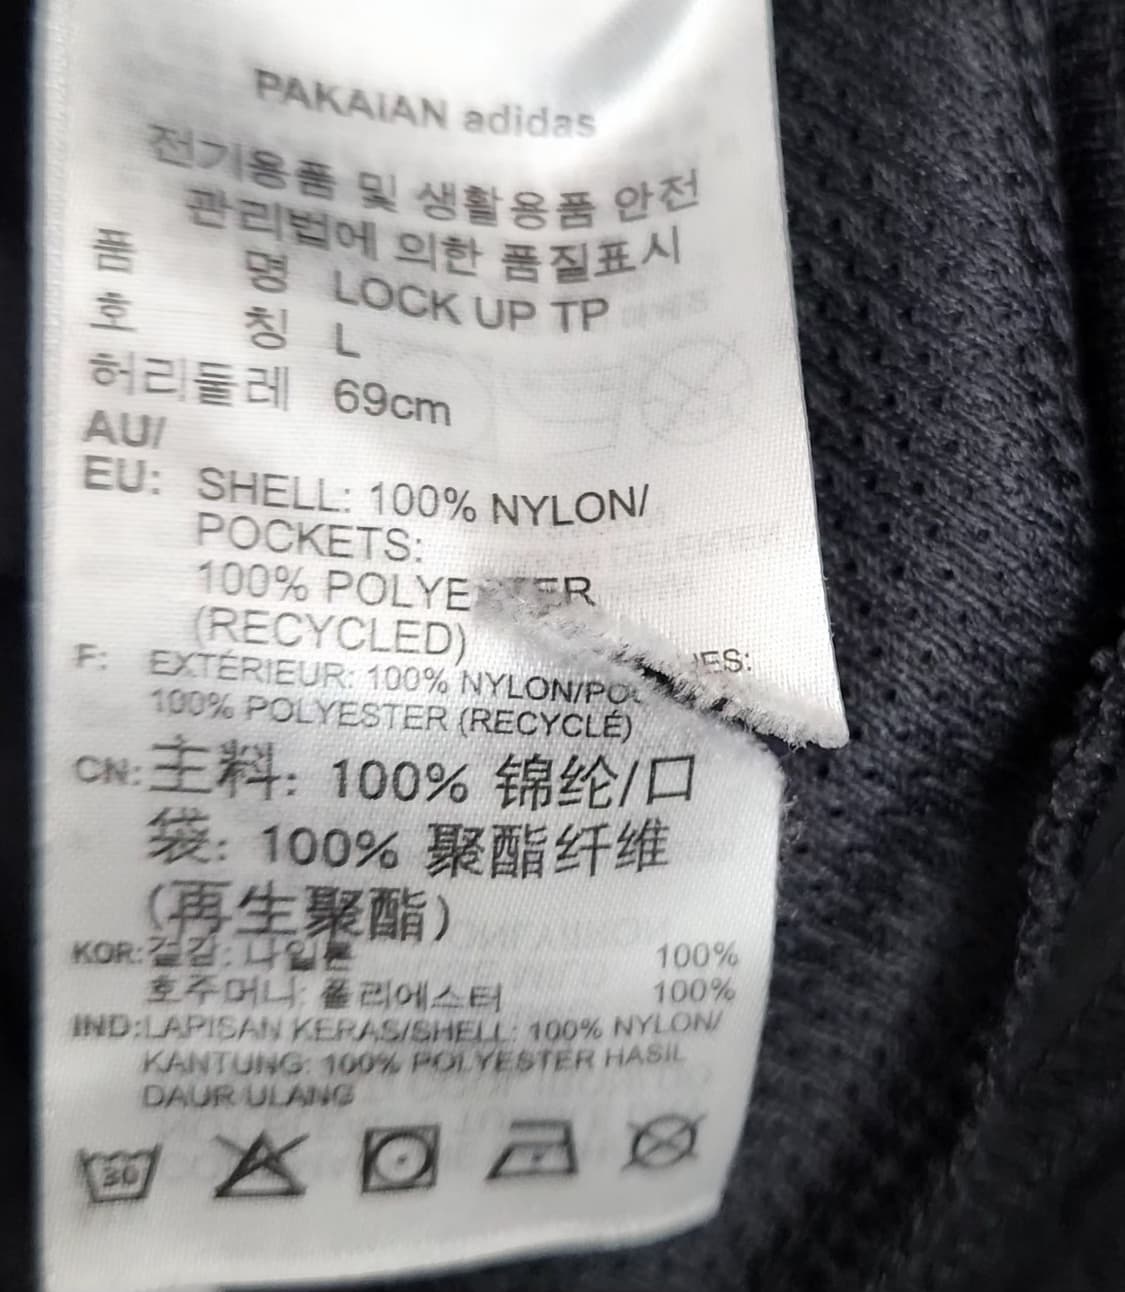 PAKAIAN adidas
전기용품 및 생활용품 안전
관리법에 의한 품질표시
품 명 LOCK UP TP
호 칭 L
허리둘레 69cm
AU/
EU: SHELL: 100% NYLON/
POCKETS:
100% POLYE
(RECYCLED)
F: EXTÉRIEUR: 100% NYLON/PO HES:
100% POLYESTER (RECYCLÉ)
CN: 主料: 100% 锦纶/口
袋: 100% 聚酯纤维
(再生聚酯)
KOR: 겉감: 나일론 100%
호주머니: 폴리에스터 100%
IND: LAPISAN KERAS/SHELL: 100% NYLON/
KANTUNG: 100% POLYESTER HASIL
DAUR ULANG
30